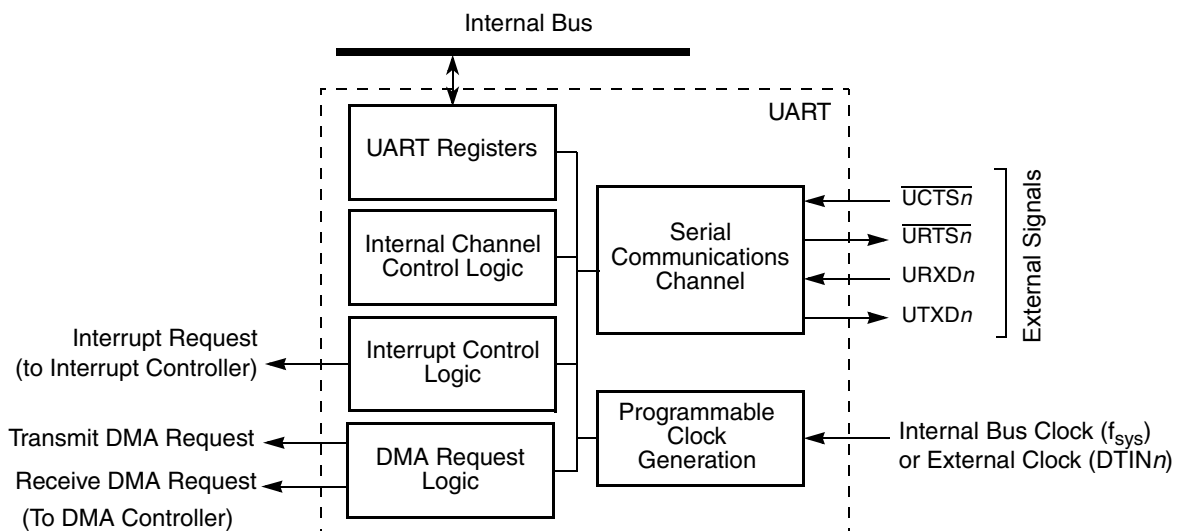 Internal Bus
UART
UART Registers
Internal Channel
Control Logic
Interrupt Control
Logic
DMA Request
Logic
Serial
Communications
Channel
Programmable
Clock
Generation
UCTSn
URTSn
URXDn
UTXDn
External Signals
Interrupt Request
(to Interrupt Controller)
Transmit DMA Request
Receive DMA Request
(To DMA Controller)
Internal Bus Clock (fsys)
or External Clock (DTINn)